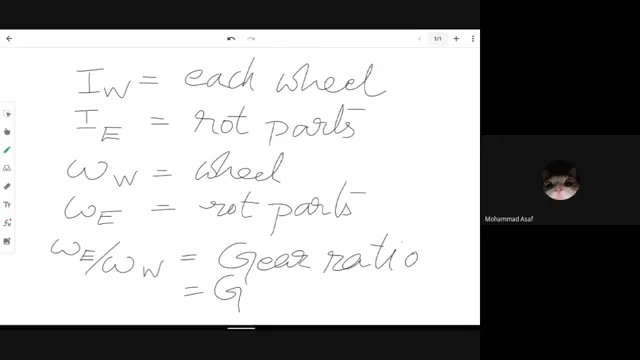 I_W = each wheel
I_E = rot parts
ω_W = wheel
ω_E = rot parts
ω_E/ω_W = Gear ratio
= G
1/1
Tт
Mohammad Asaf